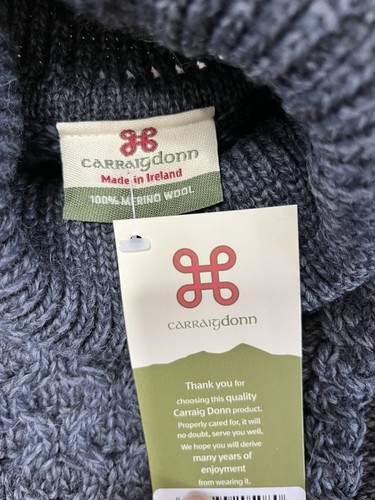 CARRAIGDONN
Made in Ireland
100% MERINO WOOL
CARRAIGDONN
Thank you for
choosing this quality
Carraig Donn product.
Properly cared for, it will
no doubt, serve you well.
We hope you will derive
many years of
enjoyment
from wearing it.